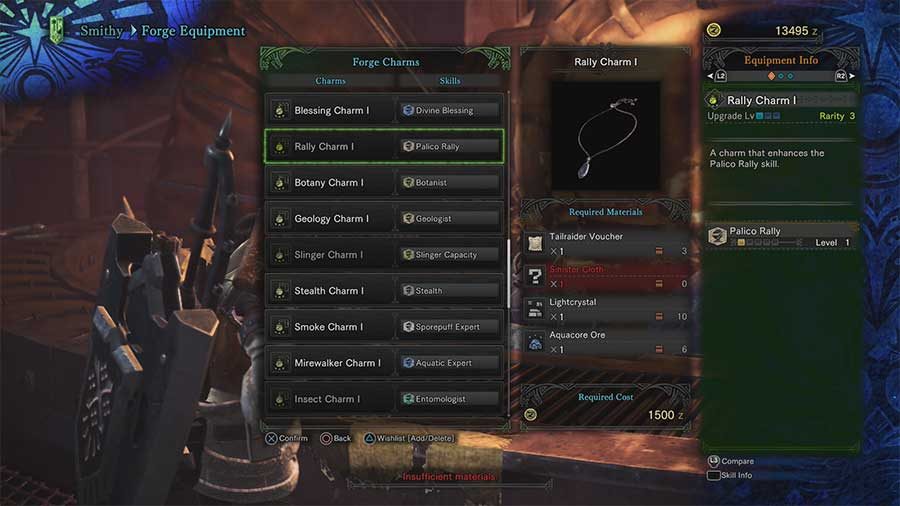 Smithy Forge Equipment
13495 z
Forge Charms
Charms Skills
Blessing Charm I Divine Blessing
Rally Charm I Palico Rally
Botany Charm I Botanist
Geology Charm I Geologist
Slinger Charm I Slinger Capacity
Stealth Charm I Stealth
Smoke Charm I Sporepuff Expert
Mirewalker Charm I Aquatic Expert
Insect Charm I Entomologist
Confirm Back Wishlist [Add/Delete]
Insufficient materials.
Rally Charm I
Required Materials
Tailraider Voucher
x 1 3
Sinister Cloth
x 1 0
Lightcrystal
x 1 10
Aquacore Ore
x 1 6
Required Cost
1500 z
Equipment Info
L2 R2
Rally Charm I
Upgrade Lv Rarity 3
A charm that enhances the
Palico Rally skill.
Palico Rally
Level 1
L3 Compare
Skill Info